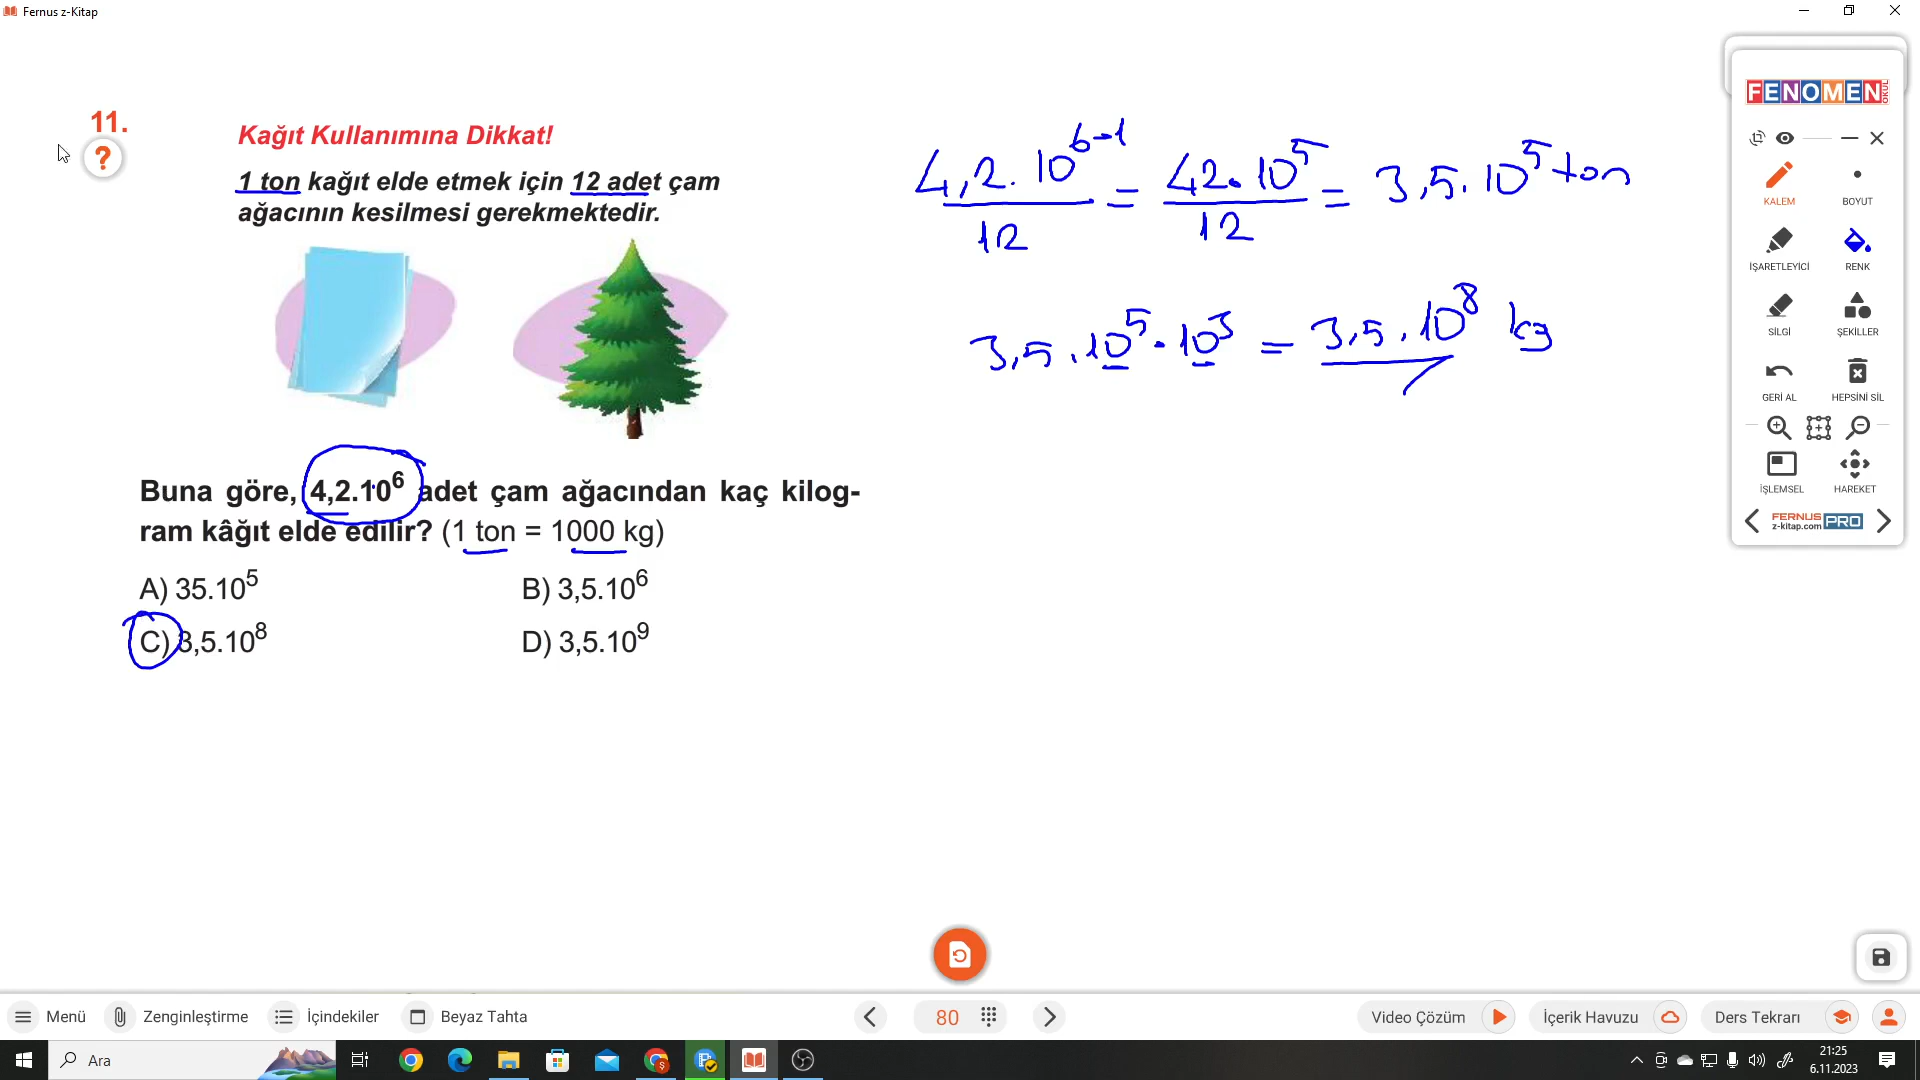 Fernus z-Kitap
11.
?
Kağıt Kullanımına Dikkat!
1 ton kağıt elde etmek için 12 adet çam
ağacının kesilmesi gerekmektedir.
Buna göre, 4,2.10⁶ adet çam ağacından kaç kilog-
ram kâğıt elde edilir? (1 ton = 1000 kg)
A) 35.10⁵
B) 3,5.10⁶
C) 3,5.10⁸
D) 3,5.10⁹
4,2.10⁶⁻¹/12 = 42.10⁵/12 = 3,5.10⁵ ton
3,5.10⁵.10³ = 3,5.10⁸ kg
FENOMEN OKUL
KALEM
BOYUT
İŞARETLEYİCİ
RENK
SİLGİ
ŞEKİLLER
GERİ AL
HEPSİNİ SİL
İŞLEMSEL
HAREKET
FERNUS
z-kitap.com PRO
Menü
Zenginleştirme
İçindekiler
Beyaz Tahta
80
Video Çözüm
İçerik Havuzu
Ders Tekrarı
Ara
21:25
6.11.2023